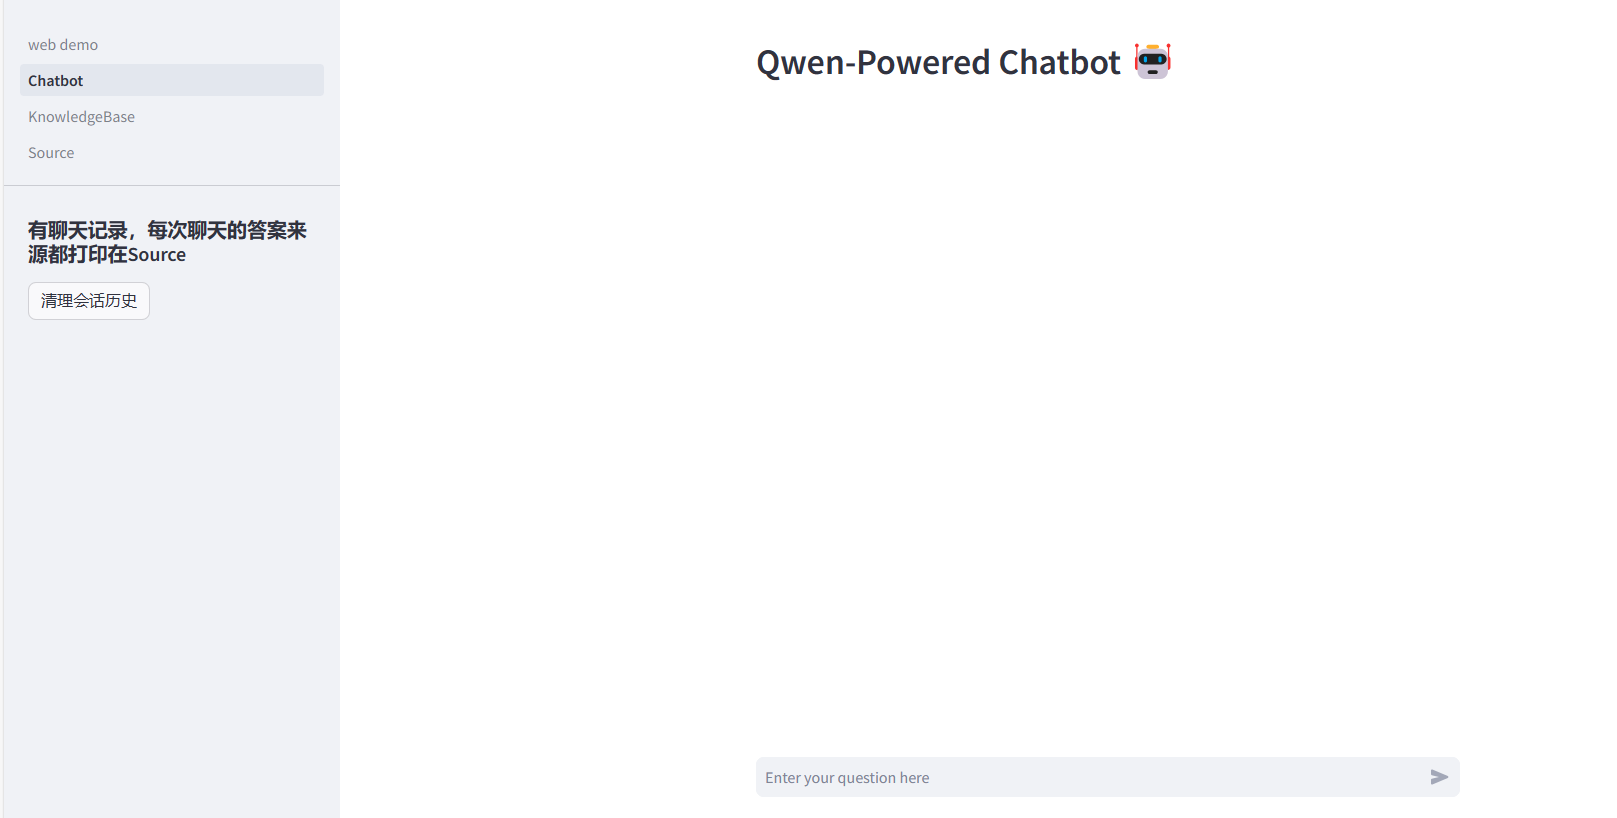 web demo
Chatbot
KnowledgeBase
Source
有聊天记录，每次聊天的答案来
源都打印在Source
清理会话历史
Qwen-Powered Chatbot 🤖
Enter your question here